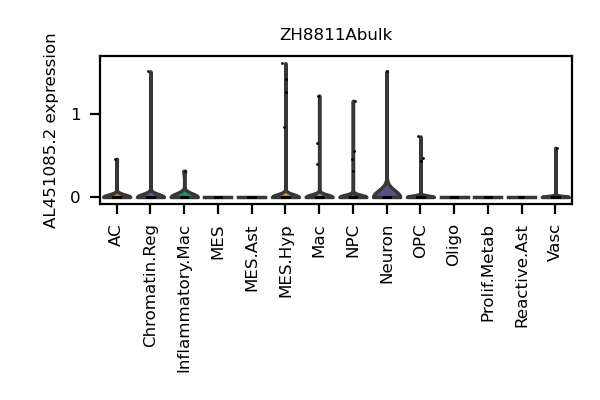 ZH8811Abulk
AL451085.2 expression
1
0
AC
Chromatin.Reg
Inflammatory.Mac
MES
MES.Ast
MES.Hyp
Mac
NPC
Neuron
OPC
Oligo
Prolif.Metab
Reactive.Ast
Vasc